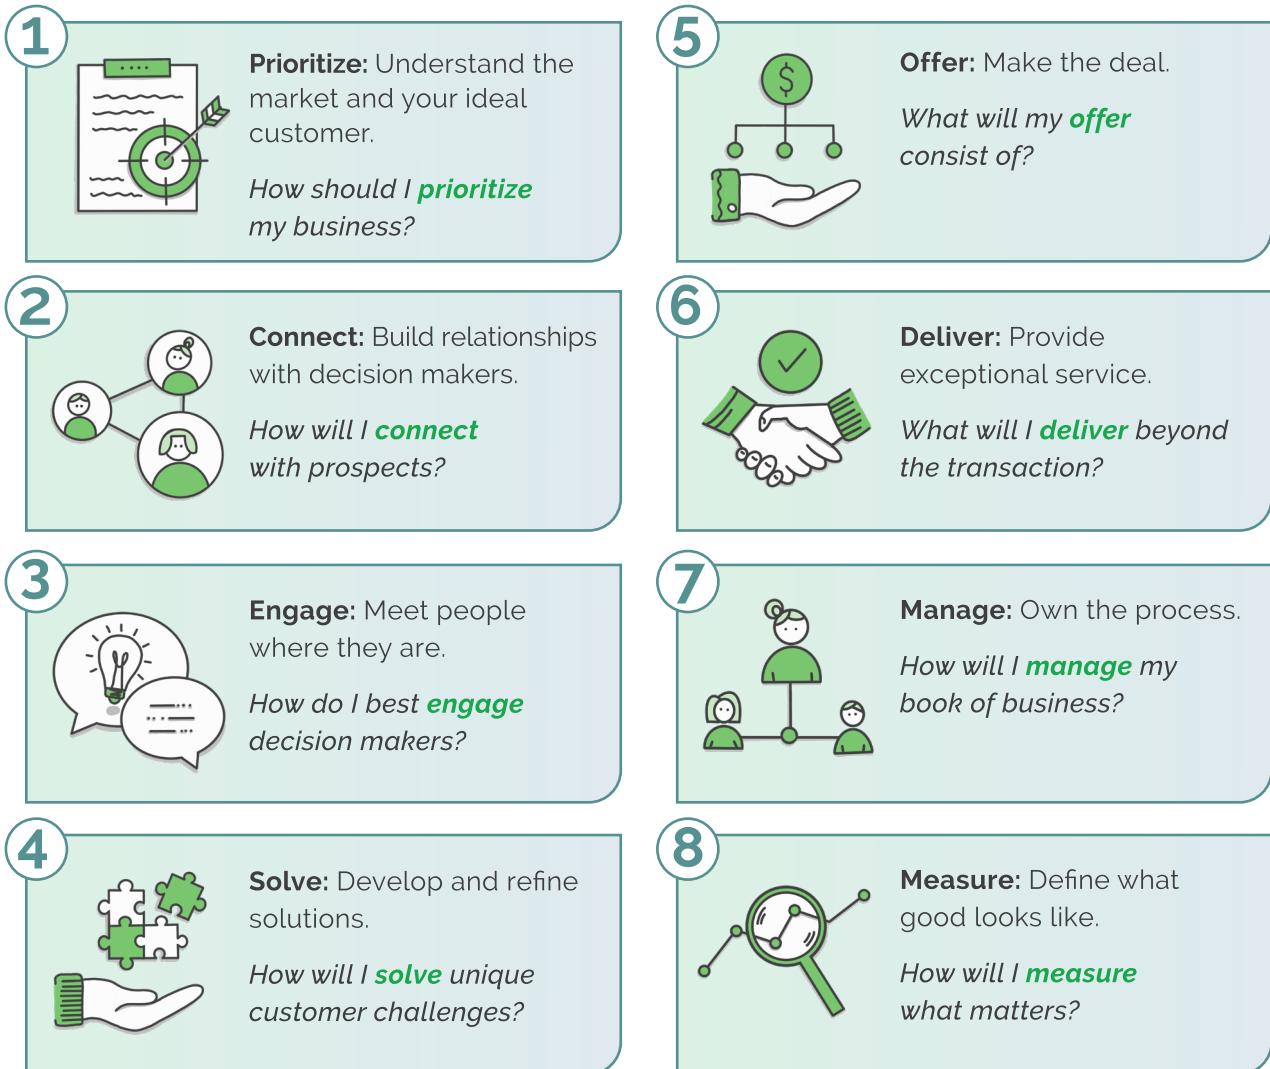 1
Prioritize: Understand the
market and your ideal
customer.
How should I prioritize
my business?
2
Connect: Build relationships
with decision makers.
How will I connect
with prospects?
3
Engage: Meet people
where they are.
How do I best engage
decision makers?
4
Solve: Develop and refine
solutions.
How will I solve unique
customer challenges?
5
$
Offer: Make the deal.
What will my offer
consist of?
6
Deliver: Provide
exceptional service.
What will I deliver beyond
the transaction?
7
Manage: Own the process.
How will I manage my
book of business?
8
Measure: Define what
good looks like.
How will I measure
what matters?